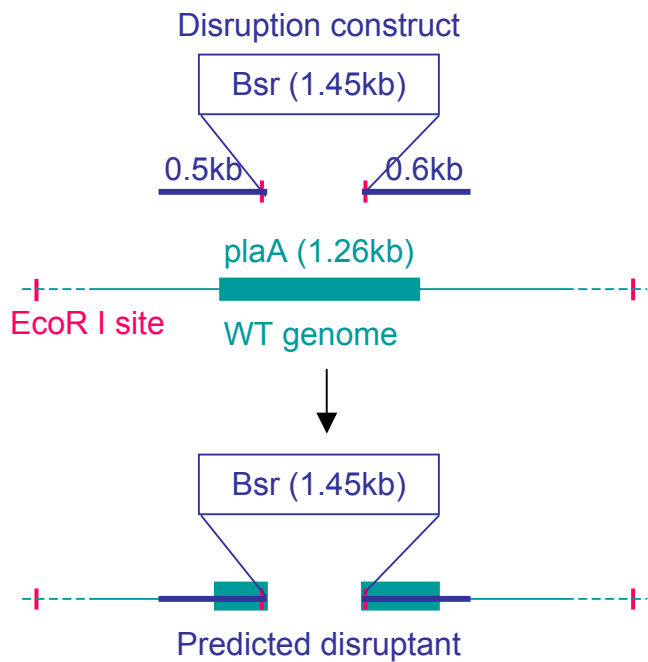 Disruption construct
Bsr (1.45kb)
0.5kb 0.6kb
plaA (1.26kb)
EcoR I site
WT genome
Bsr (1.45kb)
Predicted disruptant